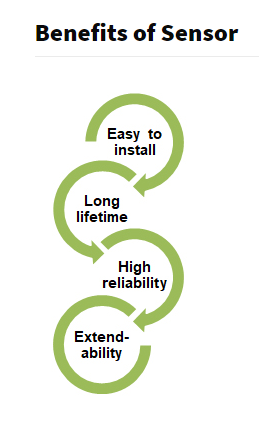 Benefits of Sensor
Easy to
install
Long
lifetime
High
reliability
Extend-
ability